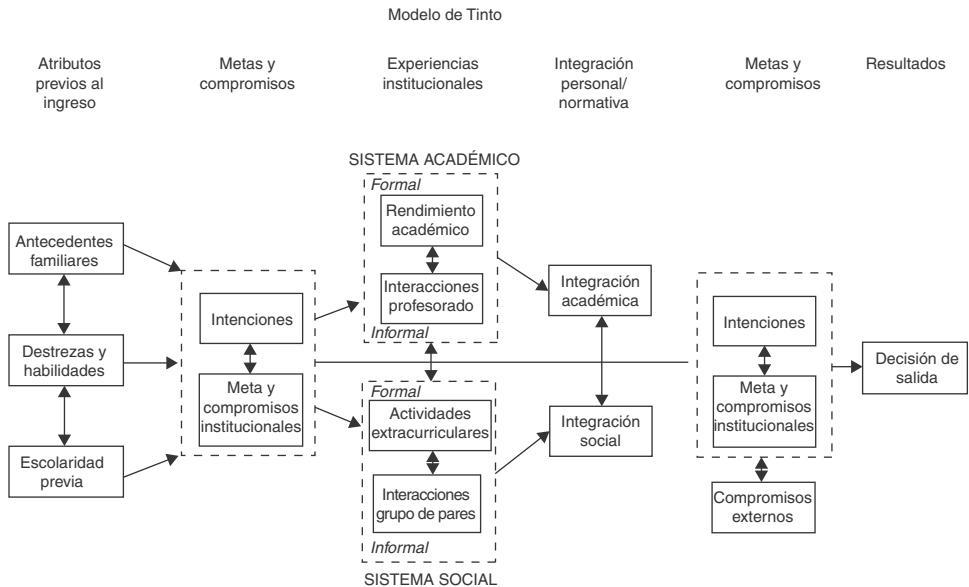 Modelo de Tinto
Atributos
previos al
ingreso
Metas y
compromisos
Experiencias
institucionales
Integración
personal/
normativa
Metas y
compromisos
Resultados
Antecedentes
familiares
Destrezas y
habilidades
Escolaridad
previa
Intenciones
Meta y
compromisos
institucionales
SISTEMA ACADÉMICO
Formal
Rendimiento
académico
Interacciones
profesorado
Informal
Formal
Actividades
extracurriculares
Interacciones
grupo de pares
Informal
SISTEMA SOCIAL
Integración
académica
Integración
social
Intenciones
Meta y
compromisos
institucionales
Compromisos
externos
Decisión de
salida